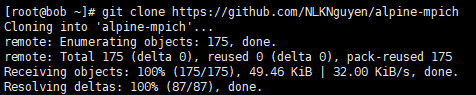 [root@bob ~]# git clone https://github.com/NLKNguyen/alpine-mpich
Cloning into 'alpine-mpich'...
remote: Enumerating objects: 175, done.
remote: Total 175 (delta 0), reused 0 (delta 0), pack-reused 175
Receiving objects: 100% (175/175), 49.46 KiB | 32.00 KiB/s, done.
Resolving deltas: 100% (87/87), done.